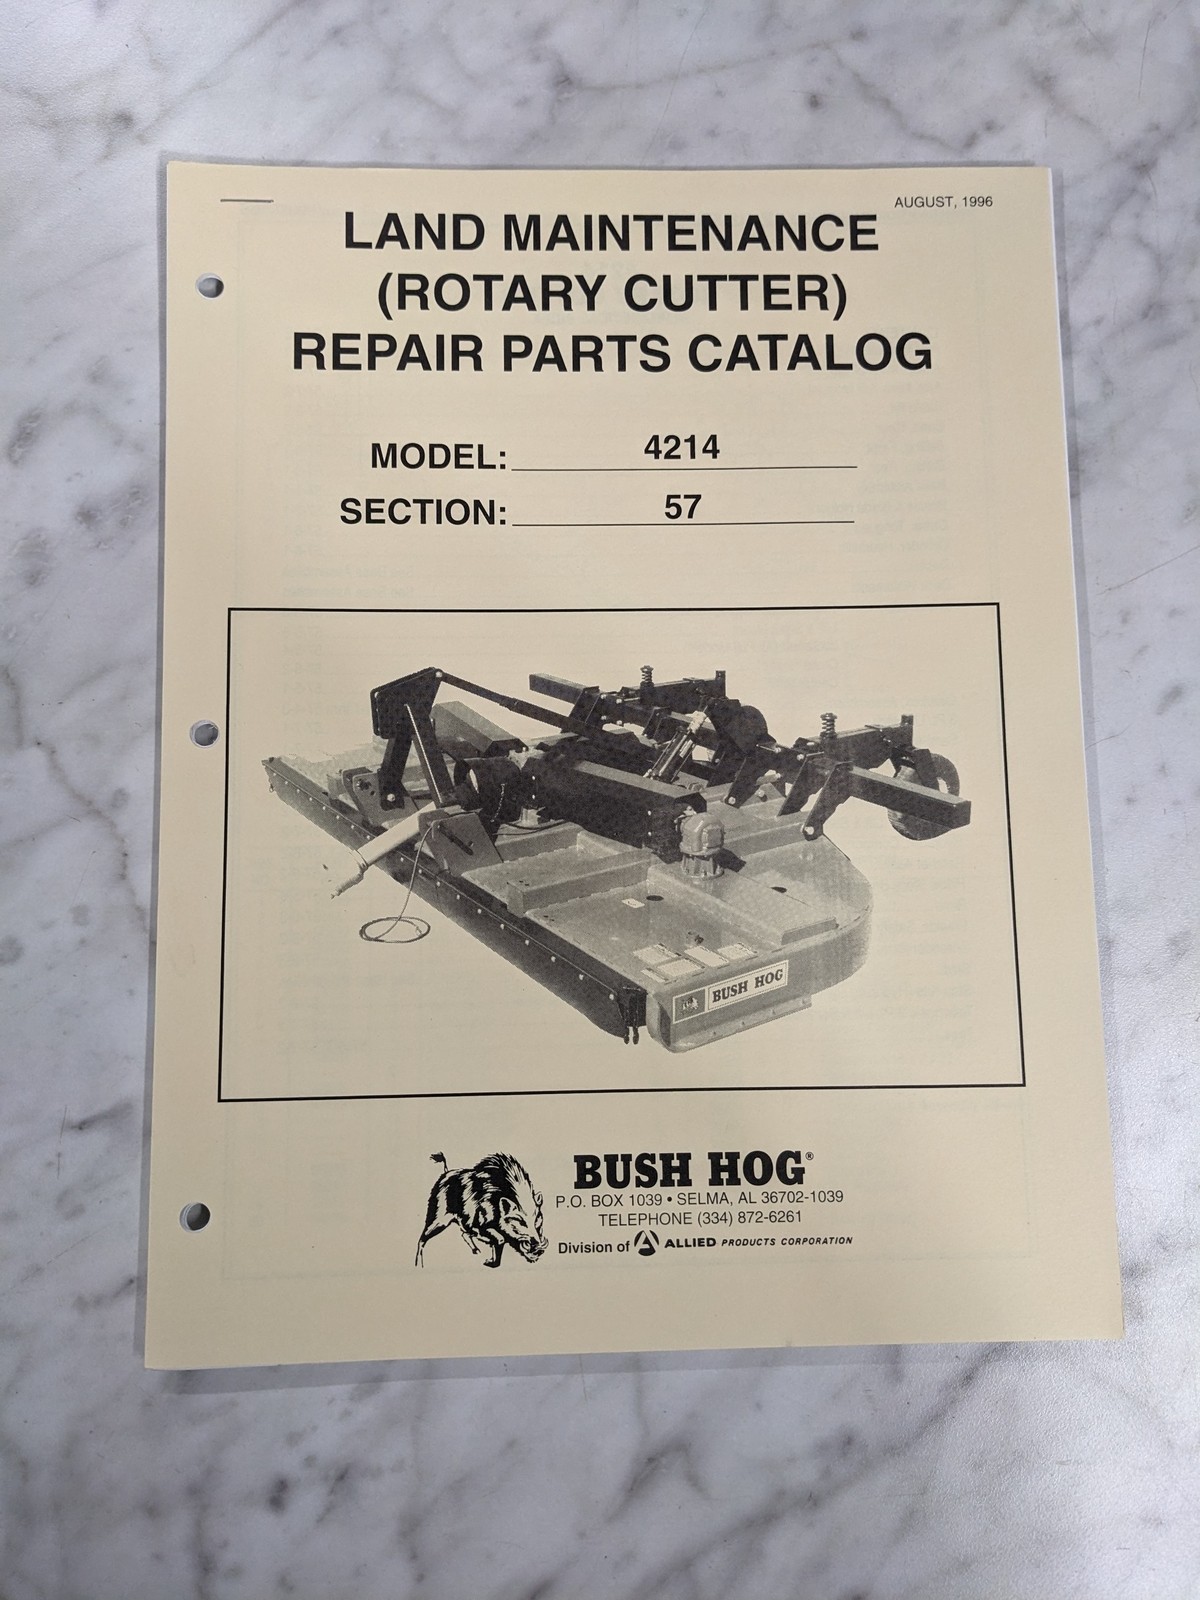 AUGUST, 1996
LAND MAINTENANCE
(ROTARY CUTTER)
REPAIR PARTS CATALOG
MODEL: 4214
SECTION: 57
BUSH HOG
BUSH HOG®
P.O. BOX 1039 • SELMA, AL 36702-1039
TELEPHONE (334) 872-6261
Division of ALLIED PRODUCTS CORPORATION